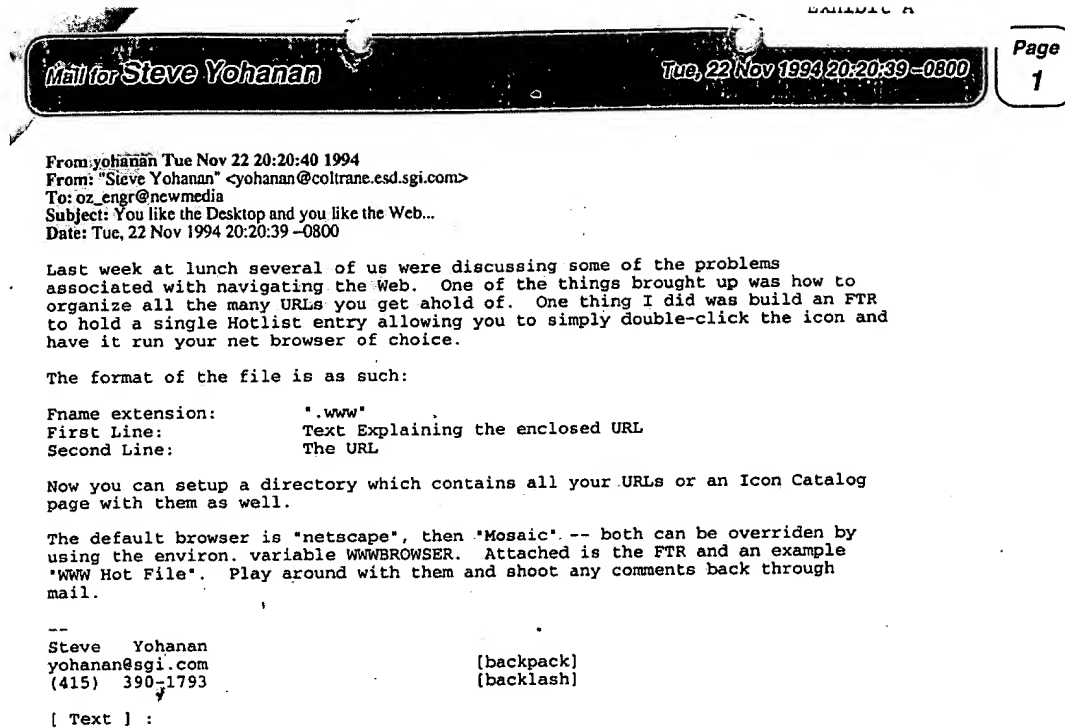 EXHIBIT A
Mail for Steve Yohanan
Tue, 22 Nov 1994 20:20:39 -0800
Page
1
From yohanan Tue Nov 22 20:20:40 1994
From: "Steve Yohanan" <yohanan@coltrane.esd.sgi.com>
To: oz_engr@newmedia
Subject: You like the Desktop and you like the Web...
Date: Tue, 22 Nov 1994 20:20:39 -0800
Last week at lunch several of us were discussing some of the problems
associated with navigating the Web. One of the things brought up was how to
organize all the many URLs you get ahold of. One thing I did was build an FTR
to hold a single Hotlist entry allowing you to simply double-click the icon and
have it run your net browser of choice.
The format of the file is as such:
Fname extension: ".www"
First Line: Text Explaining the enclosed URL
Second Line: The URL
Now you can setup a directory which contains all your URLs or an Icon Catalog
page with them as well.
The default browser is "netscape", then "Mosaic" -- both can be overriden by
using the environ. variable WWWBROWSER. Attached is the FTR and an example
"WWW Hot File". Play around with them and shoot any comments back through
mail.
--
Steve Yohanan
yohanan@sgi.com [backpack]
(415) 390-1793 [backlash]
[ Text ] :